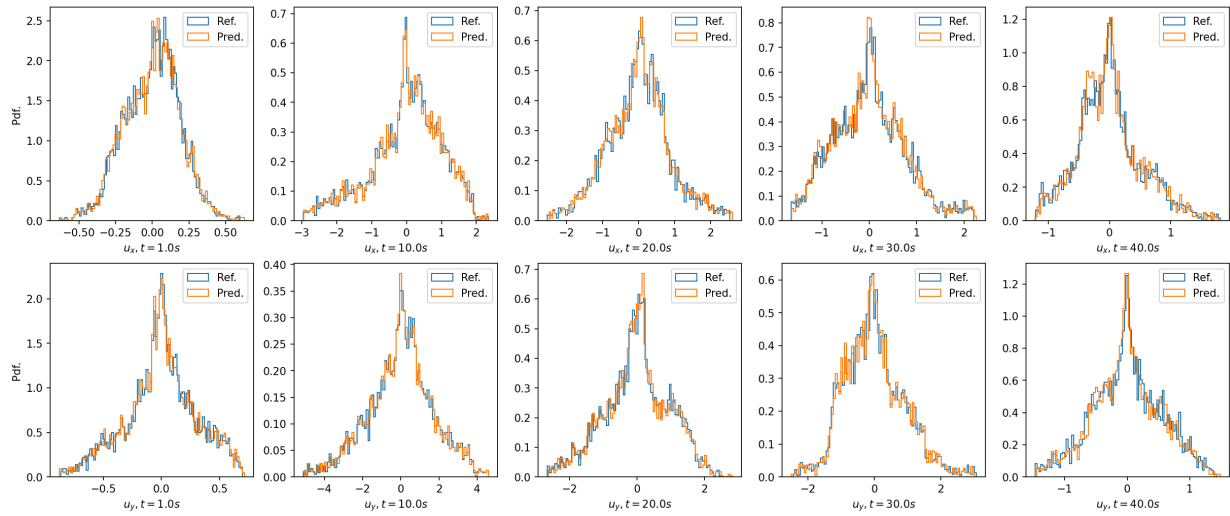 Pdf.
2.5
2.0
1.5
1.0
0.5
0.0
Ref.
Pred.
−0.50 −0.25 0.00 0.25 0.50
u_x, t = 1.0s
0.7
0.6
0.5
0.4
0.3
0.2
0.1
0.0
Ref.
Pred.
−3 −2 −1 0 1 2
u_x, t = 10.0s
0.7
0.6
0.5
0.4
0.3
0.2
0.1
0.0
Ref.
Pred.
−2 −1 0 1 2
u_x, t = 20.0s
0.8
0.7
0.6
0.5
0.4
0.3
0.2
0.1
0.0
Ref.
Pred.
−1 0 1 2
u_x, t = 30.0s
1.2
1.0
0.8
0.6
0.4
0.2
0.0
Ref.
Pred.
−1 0 1
u_x, t = 40.0s
Pdf.
2.0
1.5
1.0
0.5
0.0
Ref.
Pred.
−0.5 0.0 0.5
u_y, t = 1.0s
0.40
0.35
0.30
0.25
0.20
0.15
0.10
0.05
0.00
Ref.
Pred.
−4 −2 0 2 4
u_y, t = 10.0s
0.7
0.6
0.5
0.4
0.3
0.2
0.1
0.0
Ref.
Pred.
−2 0 2
u_y, t = 20.0s
0.6
0.5
0.4
0.3
0.2
0.1
0.0
Ref.
Pred.
−2 0 2
u_y, t = 30.0s
1.2
1.0
0.8
0.6
0.4
0.2
0.0
Ref.
Pred.
−1 0 1
u_y, t = 40.0s